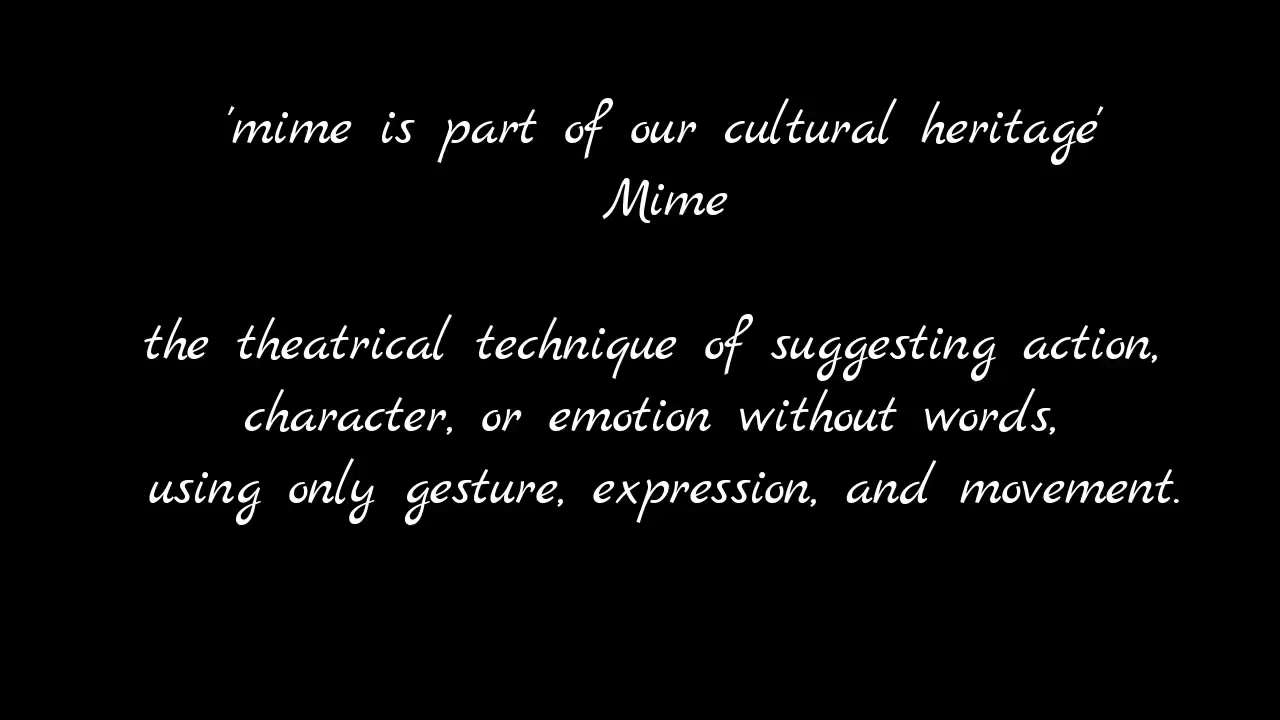 'mime is part of our cultural heritage'
Mime
the theatrical technique of suggesting action,
character, or emotion without words,
using only gesture, expression, and movement.